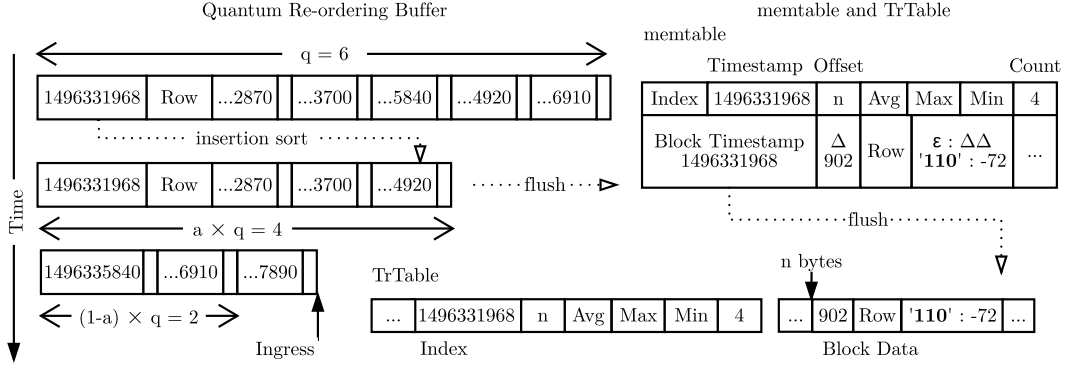 Quantum Re-ordering Buffer
memtable and TrTable
q = 6
memtable
Timestamp Offset Count
1496331968 Row ...2870 ...3700 ...5840 ...4920 ...6910
Index 1496331968 n Avg Max Min 4
insertion sort
Block Timestamp
1496331968
Δ
902
Row
ε : ΔΔ
'110' : -72
...
1496331968 Row ...2870 ...3700 ...4920
flush
Time
a × q = 4
flush
1496335840 ...6910 ...7890
TrTable
n bytes
(1-a) × q = 2
... 1496331968 n Avg Max Min 4
... 902 Row '110' : -72 ...
Ingress
Index
Block Data